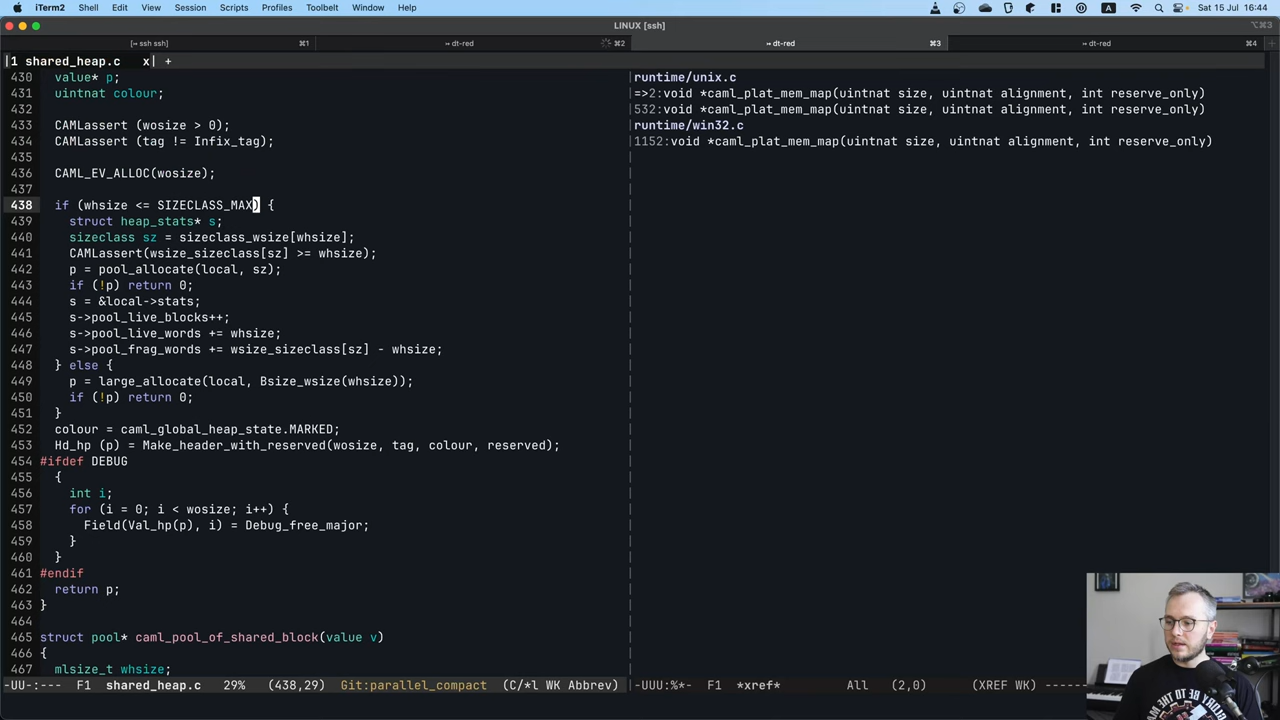 iTerm2 Shell Edit View Session Scripts Profiles Toolbelt Window Help
A Sat 15 Jul 16:44
LINUX [ssh]
⌥⌘3
[↔ ssh ssh] ⌘1
↔ dt-red ⌘2
↔ dt-red ⌘3
↔ dt-red ⌘4
|1 shared_heap.c x| +
430 value* p;
431 uintnat colour;
432
433 CAMLassert (wosize > 0);
434 CAMLassert (tag != Infix_tag);
435
436 CAML_EV_ALLOC(wosize);
437
438 if (whsize <= SIZECLASS_MAX) {
439 struct heap_stats* s;
440 sizeclass sz = sizeclass_wsize[whsize];
441 CAMLassert(wsize_sizeclass[sz] >= whsize);
442 p = pool_allocate(local, sz);
443 if (!p) return 0;
444 s = &local->stats;
445 s->pool_live_blocks++;
446 s->pool_live_words += whsize;
447 s->pool_frag_words += wsize_sizeclass[sz] - whsize;
448 } else {
449 p = large_allocate(local, Bsize_wsize(whsize));
450 if (!p) return 0;
451 }
452 colour = caml_global_heap_state.MARKED;
453 Hd_hp (p) = Make_header_with_reserved(wosize, tag, colour, reserved);
454 #ifdef DEBUG
455 {
456 int i;
457 for (i = 0; i < wosize; i++) {
458 Field(Val_hp(p), i) = Debug_free_major;
459 }
460 }
461 #endif
462 return p;
463 }
464
465 struct pool* caml_pool_of_shared_block(value v)
466 {
467 mlsize_t whsize;
-UU-:--- F1 shared_heap.c 29% (438,29) Git:parallel_compact (C/*l WK Abbrev)
runtime/unix.c
=>2:void *caml_plat_mem_map(uintnat size, uintnat alignment, int reserve_only)
532:void *caml_plat_mem_map(uintnat size, uintnat alignment, int reserve_only)
runtime/win32.c
1152:void *caml_plat_mem_map(uintnat size, uintnat alignment, int reserve_only)
-UUU:%*- F1 *xref* All (2,0) (XREF WK) ------